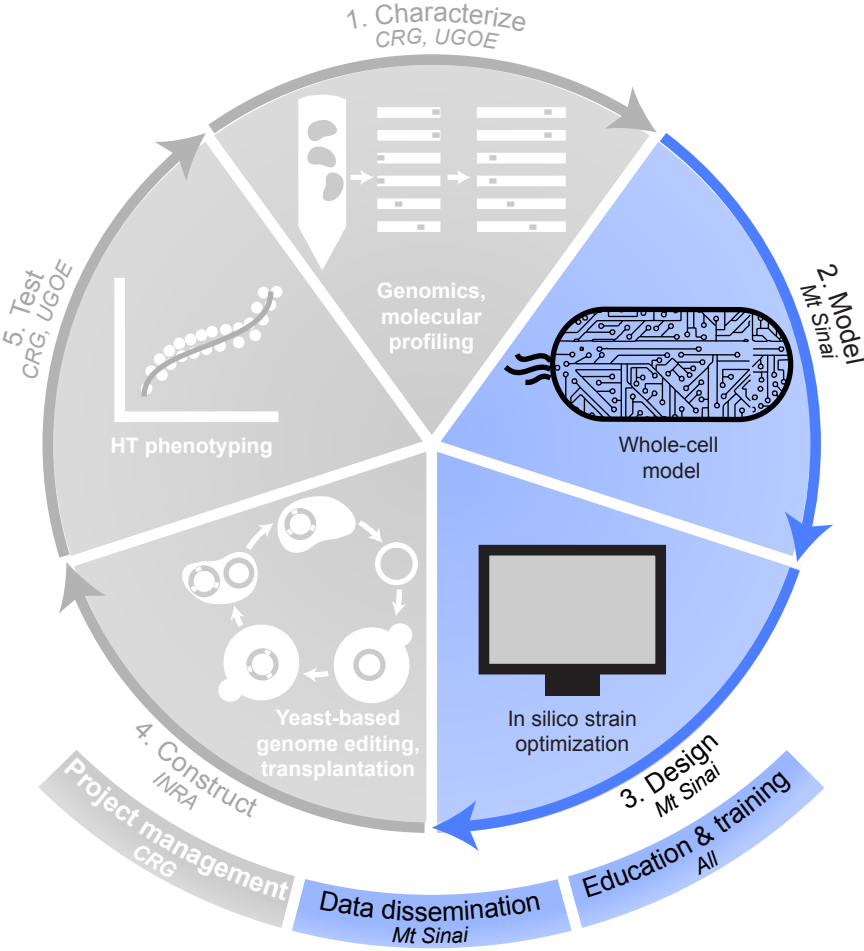 1. Characterize
CRG, UGOE
Genomics,
molecular
profiling
2. Model
Mt Sinai
Whole-cell
model
3. Design
Mt Sinai
In silico strain
optimization
4. Construct
INRA
Yeast-based
genome editing,
transplantation
5. Test
CRG, UGOE
HT phenotyping
Project management
CRG
Data dissemination
Mt Sinai
Education & training
All